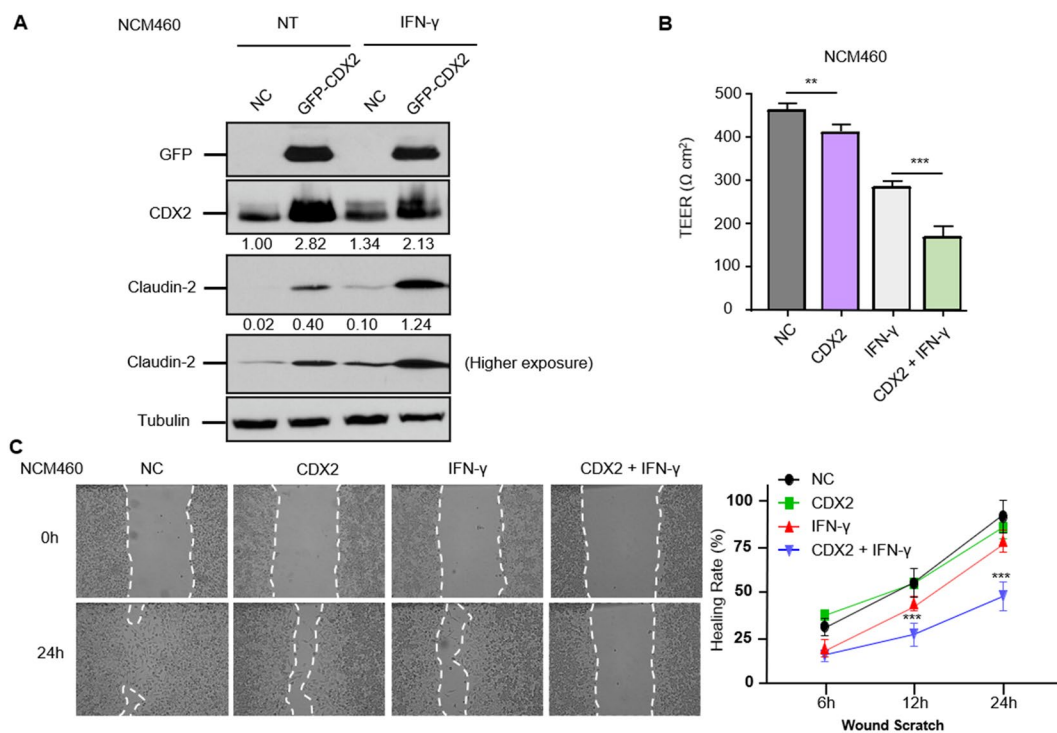 A
NCM460
NT
IFN-γ
NC
GFP-CDX2
NC
GFP-CDX2
GFP
CDX2
1.00 2.82 1.34 2.13
Claudin-2
0.02 0.40 0.10 1.24
Claudin-2
(Higher exposure)
Tubulin
B
NCM460
**
***
TEER (Ω cm²)
500
400
300
200
100
0
NC
CDX2
IFN-γ
CDX2 + IFN-γ
C
NCM460
NC
CDX2
IFN-γ
CDX2 + IFN-γ
0h
24h
NC
CDX2
IFN-γ
CDX2 + IFN-γ
Healing Rate (%)
100
75
50
25
0
***
***
6h
12h
24h
Wound Scratch